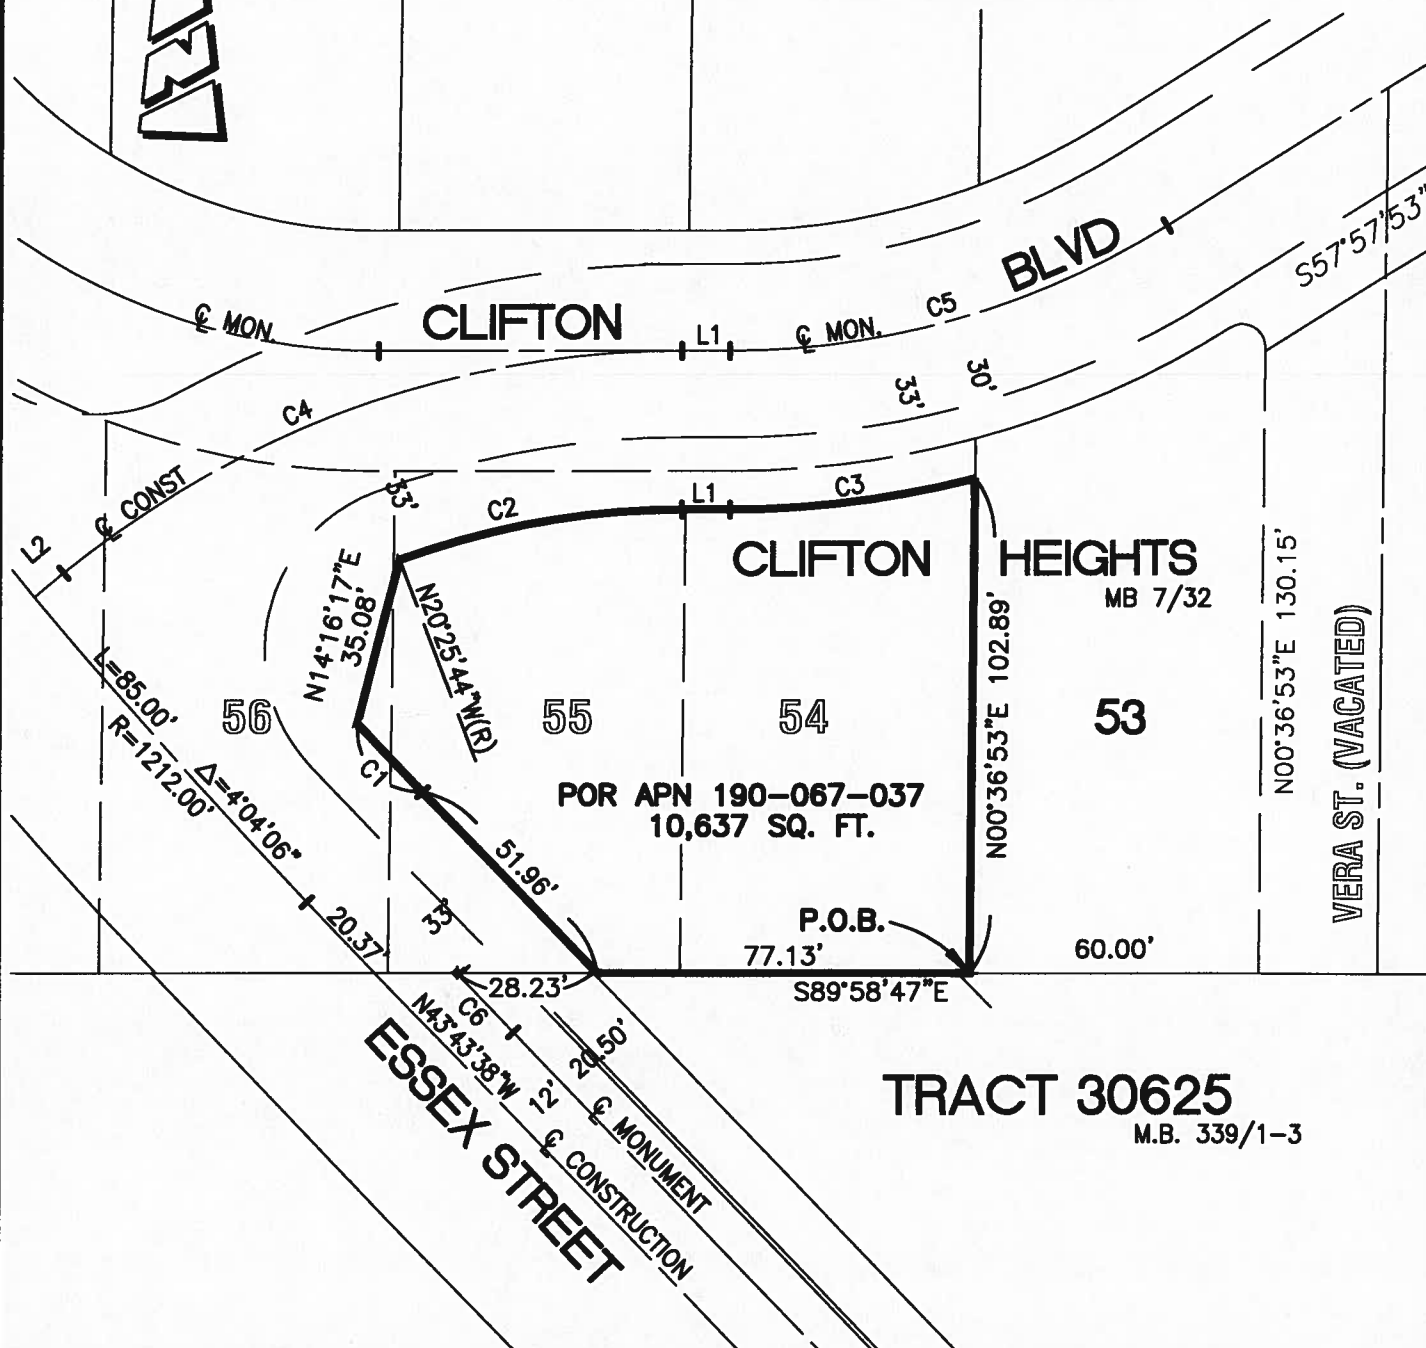 BLVD
S57°57'53"
CLIFTON
℄ MON.
L1
℄ MON.
C5
33'
30'
C4
℄ CONST
L2
33'
C2
L1
C3
CLIFTON HEIGHTS
MB 7/32
N14°16'17"E
35.08'
N20°25'44"W(R)
N00°36'53"E 102.89'
N00°36'53"E 130.15'
VERA ST. (VACATED)
L=85.00'
R=1212.00'
Δ=4°04'06"
56
55
54
53
C1
POR APN 190-067-037
10,637 SQ. FT.
51.96'
33'
20.37'
P.O.B.
77.13'
60.00'
28.23'
S89°58'47"E
C6
N43°43'38"W
12'
20.50'
ESSEX STREET
℄ MONUMENT
℄ CONSTRUCTION
TRACT 30625
M.B. 339/1-3